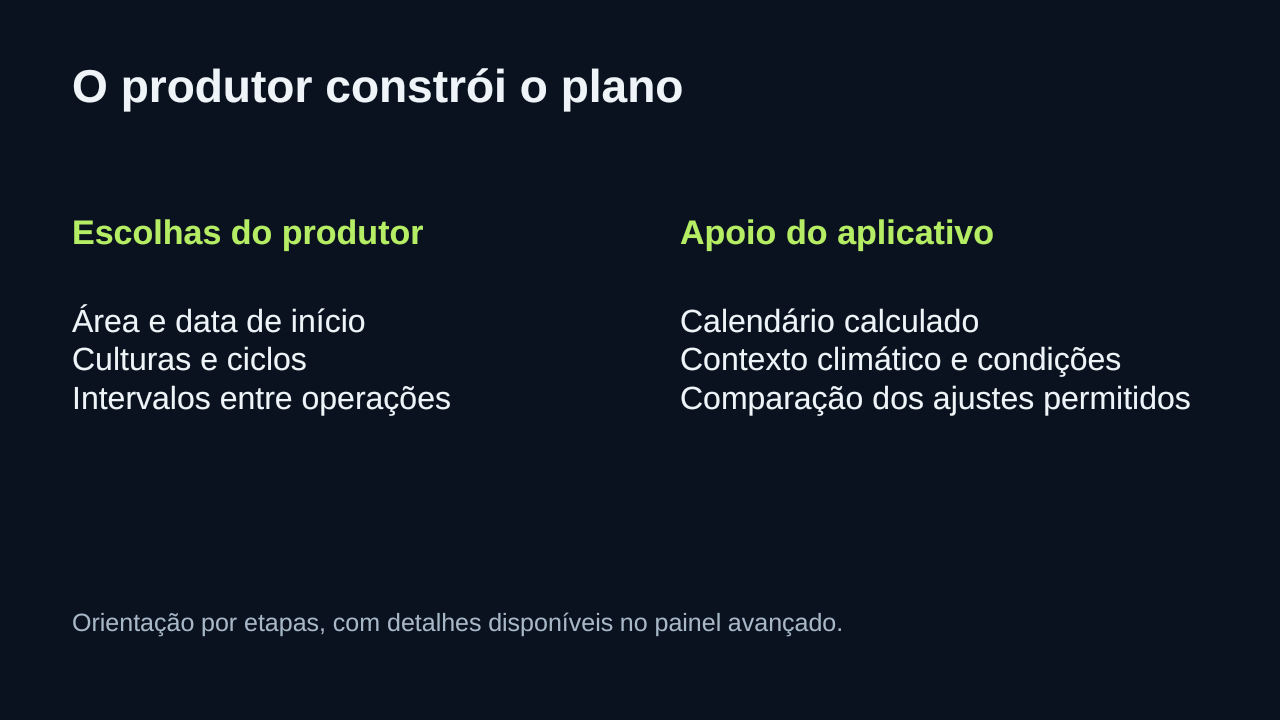 O produtor constrói o plano
Escolhas do produtor
Área e data de início
Culturas e ciclos
Intervalos entre operações
Apoio do aplicativo
Calendário calculado
Contexto climático e condições
Comparação dos ajustes permitidos
Orientação por etapas, com detalhes disponíveis no painel avançado.